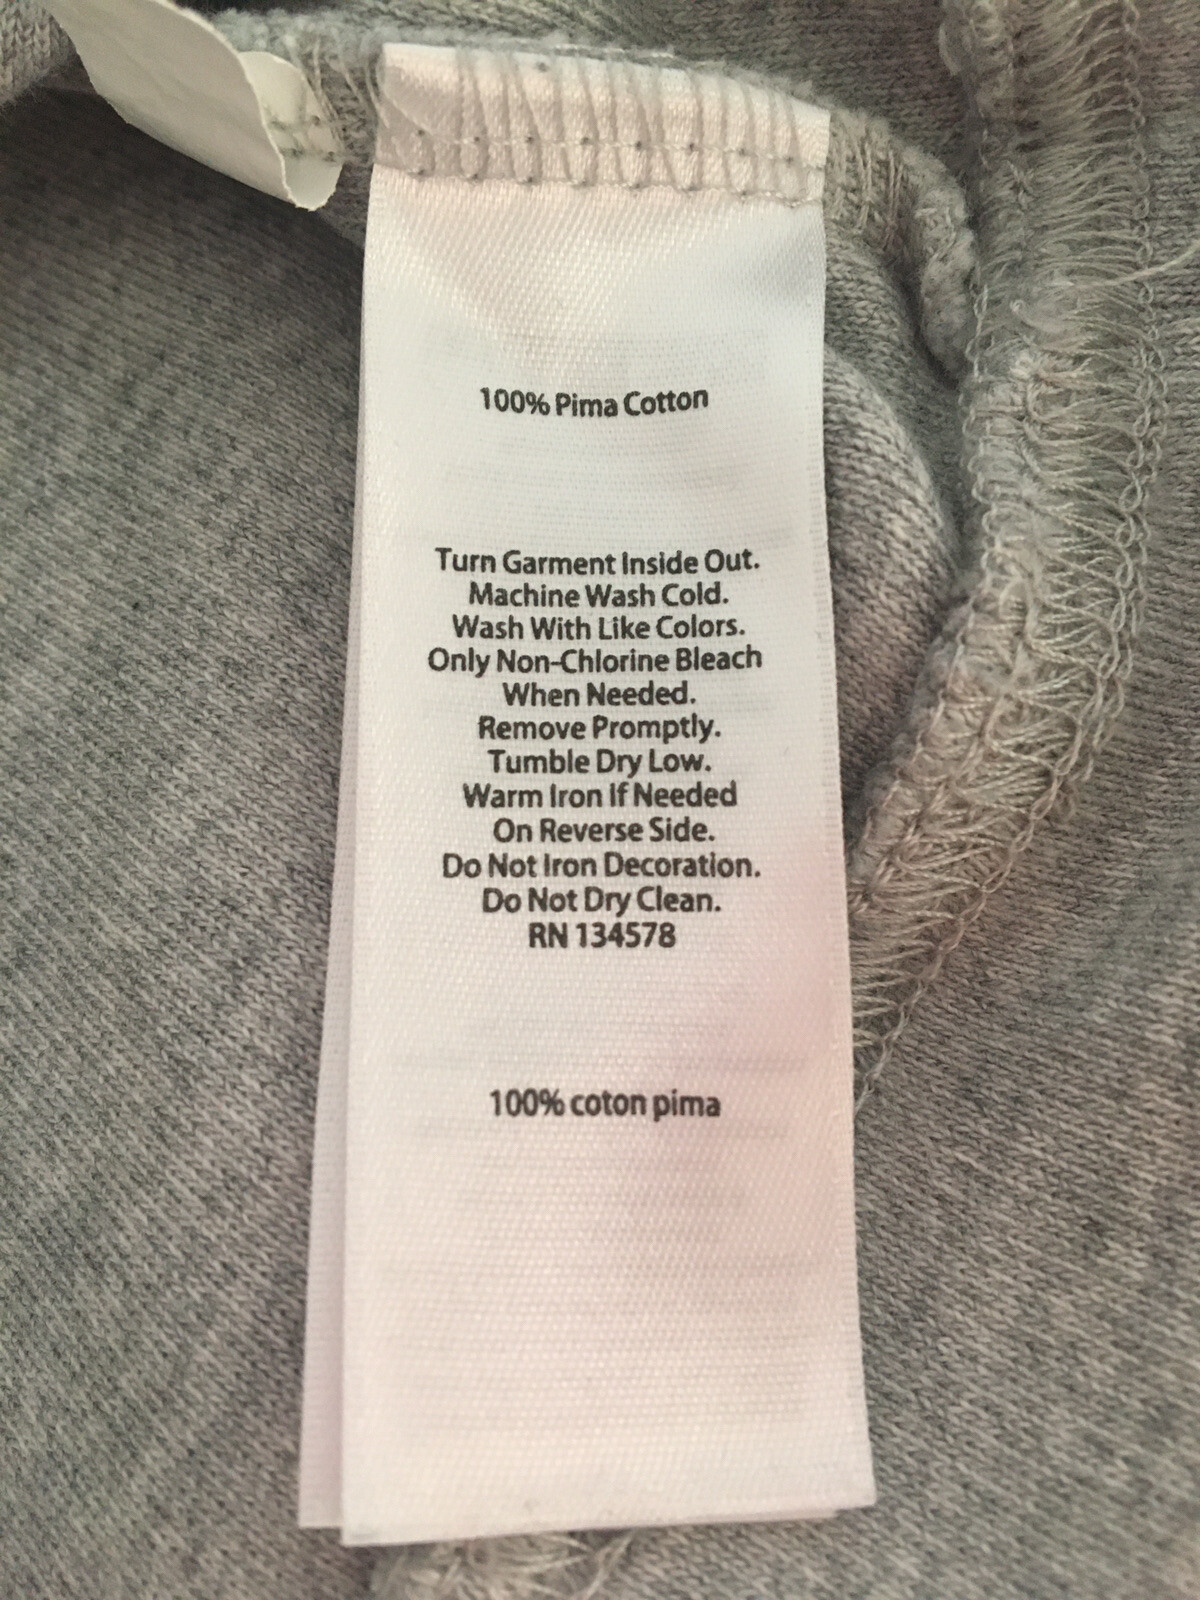 100% Pima Cotton
Turn Garment Inside Out.
Machine Wash Cold.
Wash With Like Colors.
Only Non-Chlorine Bleach
When Needed.
Remove Promptly.
Tumble Dry Low.
Warm Iron If Needed
On Reverse Side.
Do Not Iron Decoration.
Do Not Dry Clean.
RN 134578
100% coton pima